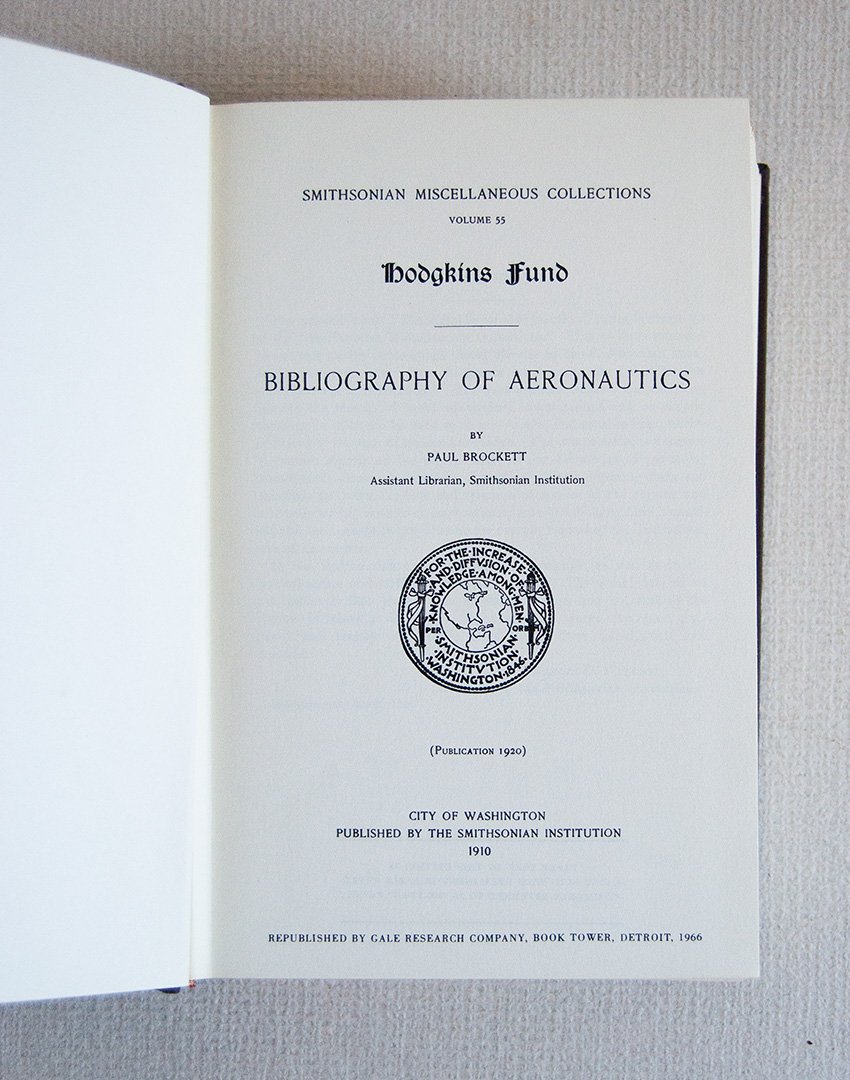 SMITHSONIAN MISCELLANEOUS COLLECTIONS
VOLUME 55
Hodgkins Fund
BIBLIOGRAPHY OF AERONAUTICS
BY
PAUL BROCKETT
Assistant Librarian, Smithsonian Institution
FOR·THE·INCREASE
AND·DIFFVSION·OF
KNOWLEDGE·AMONG·MEN
PER ORBEM
SMITHSONIAN
INSTITVTION
WASHINGTON·1846
(Publication 1920)
CITY OF WASHINGTON
PUBLISHED BY THE SMITHSONIAN INSTITUTION
1910
REPUBLISHED BY GALE RESEARCH COMPANY, BOOK TOWER, DETROIT, 1966